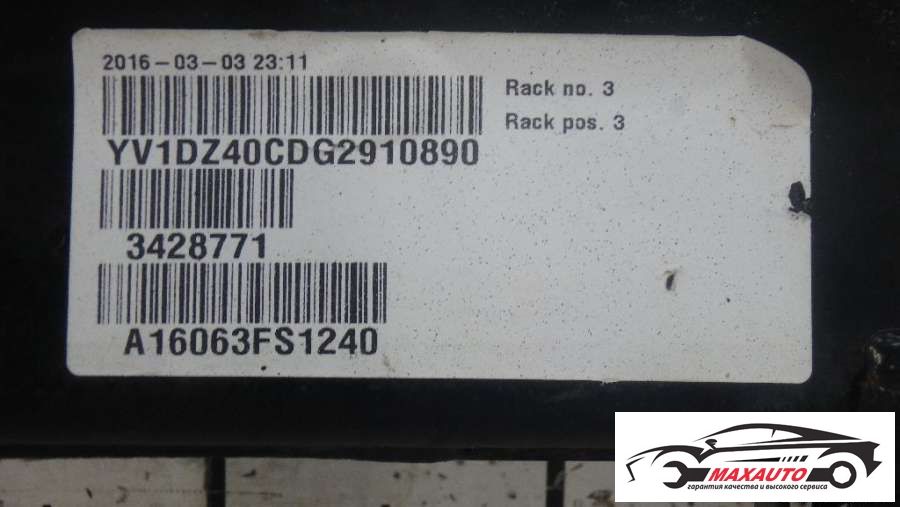 2016-03-03 23:11
Rack no. 3
Rack pos. 3
YV1DZ40CDG2910890
3428771
A16063FS1240
MAXAUTO
гарантия качества и высокого сервиса